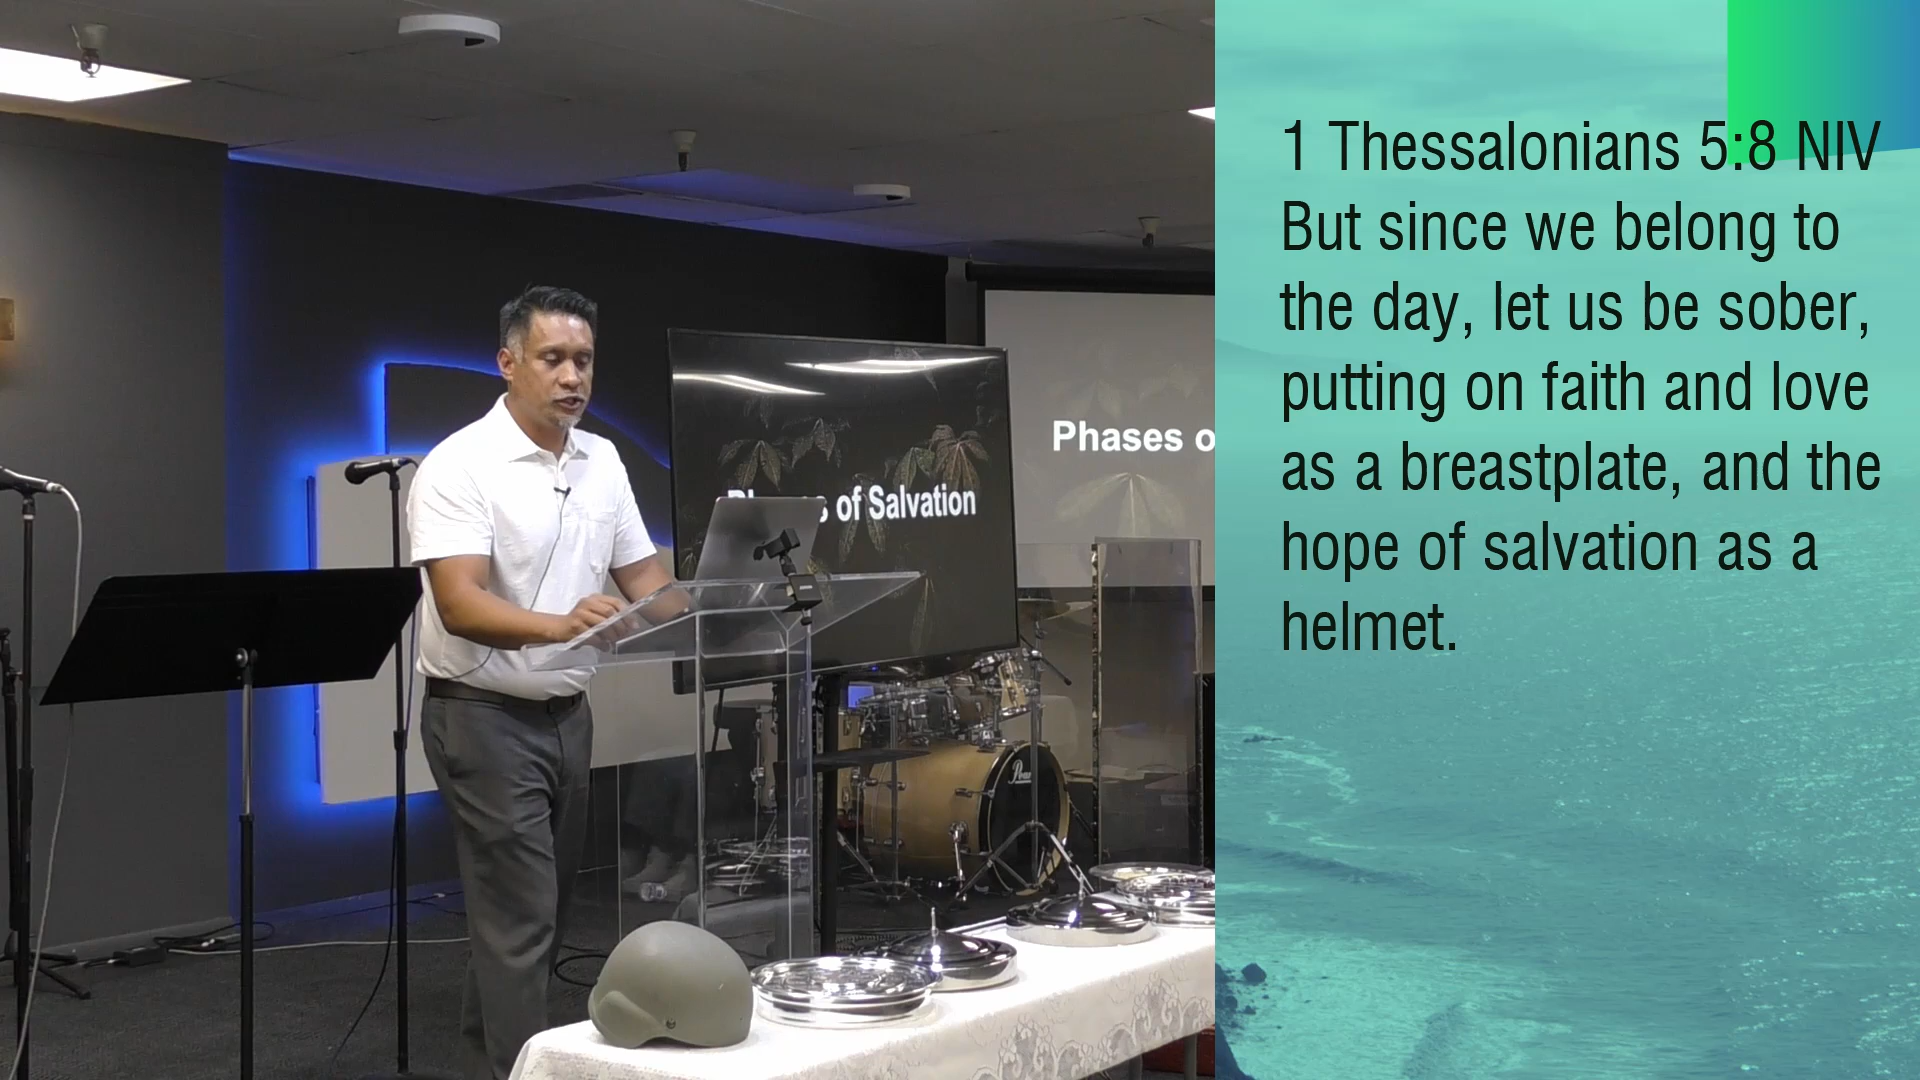 1 Thessalonians 5:8 NIV
But since we belong to
the day, let us be sober,
putting on faith and love
as a breastplate, and the
hope of salvation as a
helmet.
of Salvation
Phases o
Pear